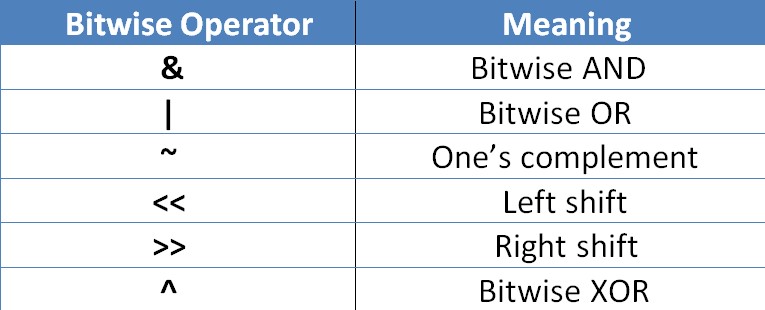 Bitwise Operator Meaning
& Bitwise AND
| Bitwise OR
~ One’s complement
<< Left shift
>> Right shift
^ Bitwise XOR